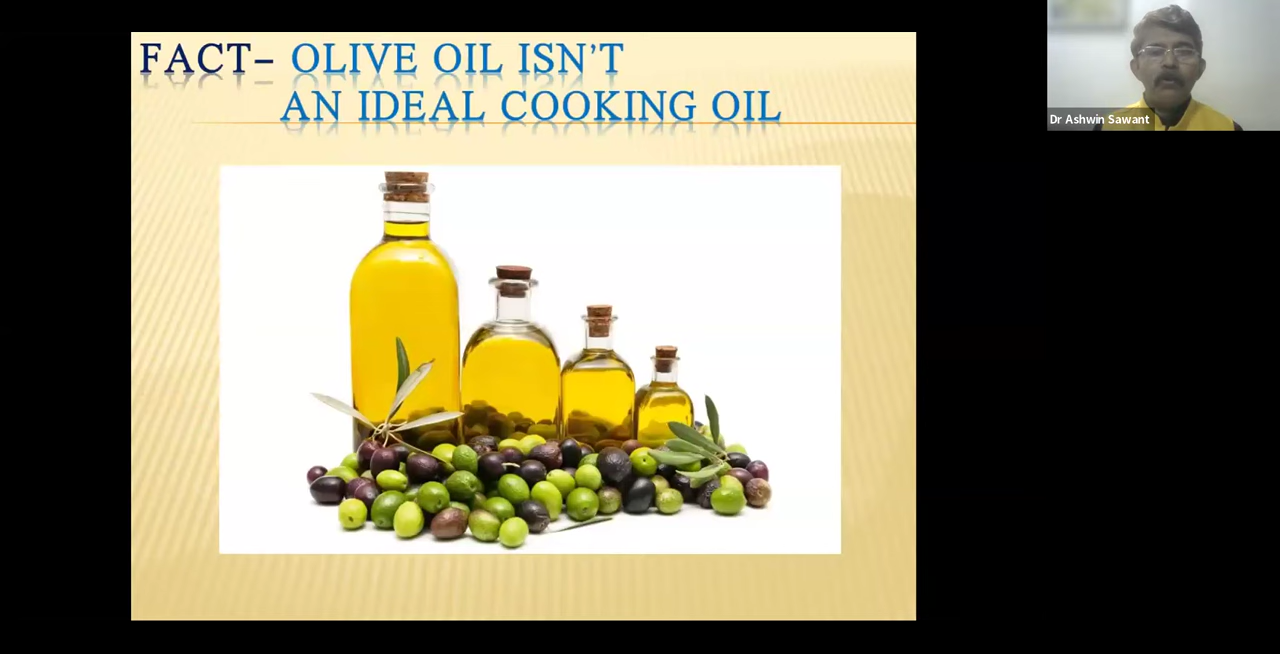 FACT– OLIVE OIL ISN’T
AN IDEAL COOKING OIL
Dr Ashwin Sawant